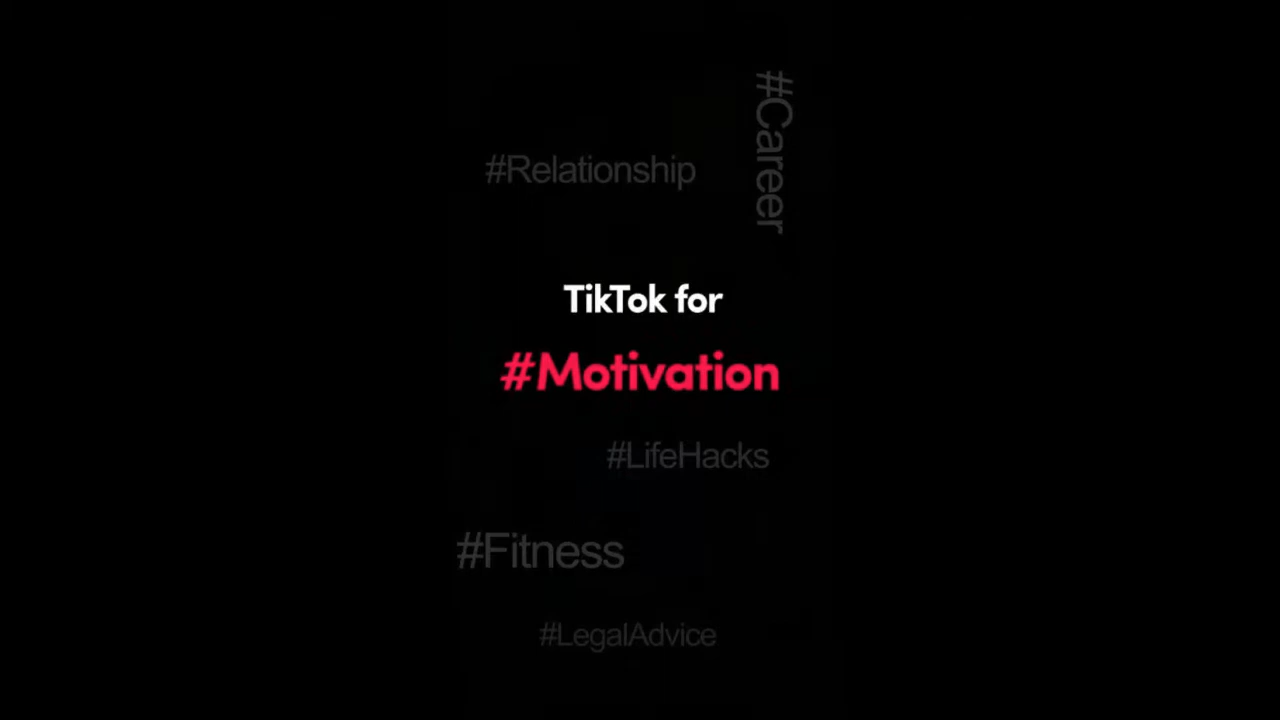 #Career
#Relationship
TikTok for
#Motivation
#LifeHacks
#Fitness
#LegalAdvice